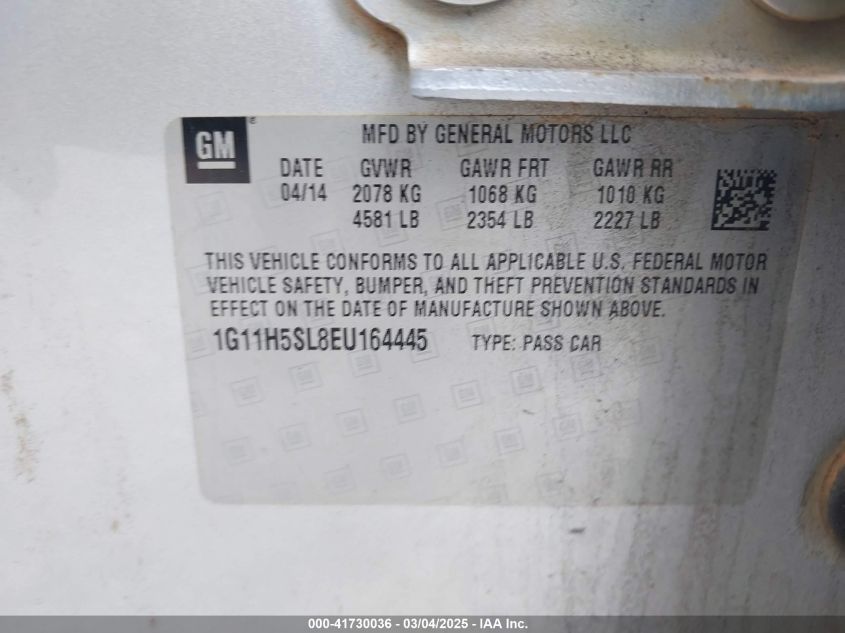 GM ®
MFD BY GENERAL MOTORS LLC
DATE GVWR GAWR FRT GAWR RR
04/14 2078 KG 1068 KG 1010 KG
4581 LB 2354 LB 2227 LB
THIS VEHICLE CONFORMS TO ALL APPLICABLE U.S. FEDERAL MOTOR
VEHICLE SAFETY, BUMPER, AND THEFT PREVENTION STANDARDS IN
EFFECT ON THE DATE OF MANUFACTURE SHOWN ABOVE.
1G11H5SL8EU164445 TYPE: PASS CAR
000-41730036 - 03/04/2025 - IAA Inc.